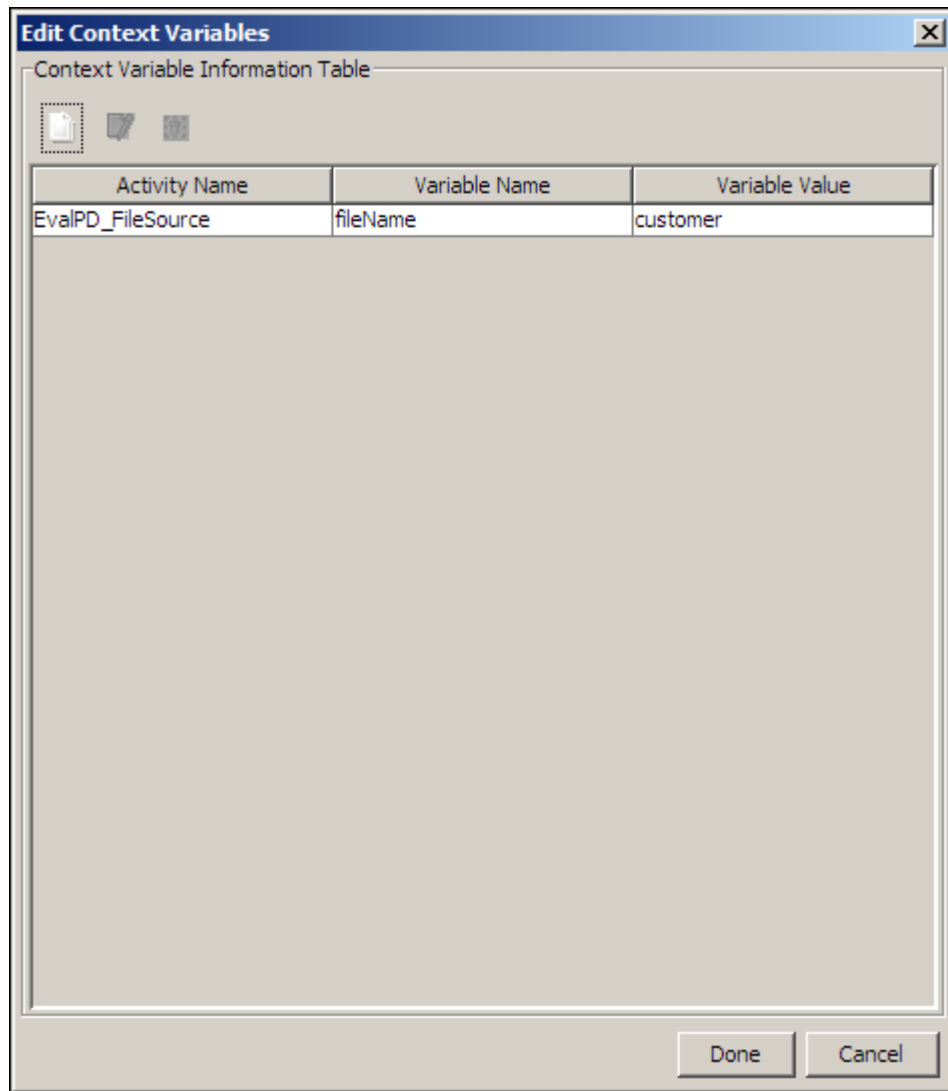 Edit Context Variables
Context Variable Information Table
Activity Name Variable Name Variable Value
EvalPD_FileSource fileName customer
Done Cancel